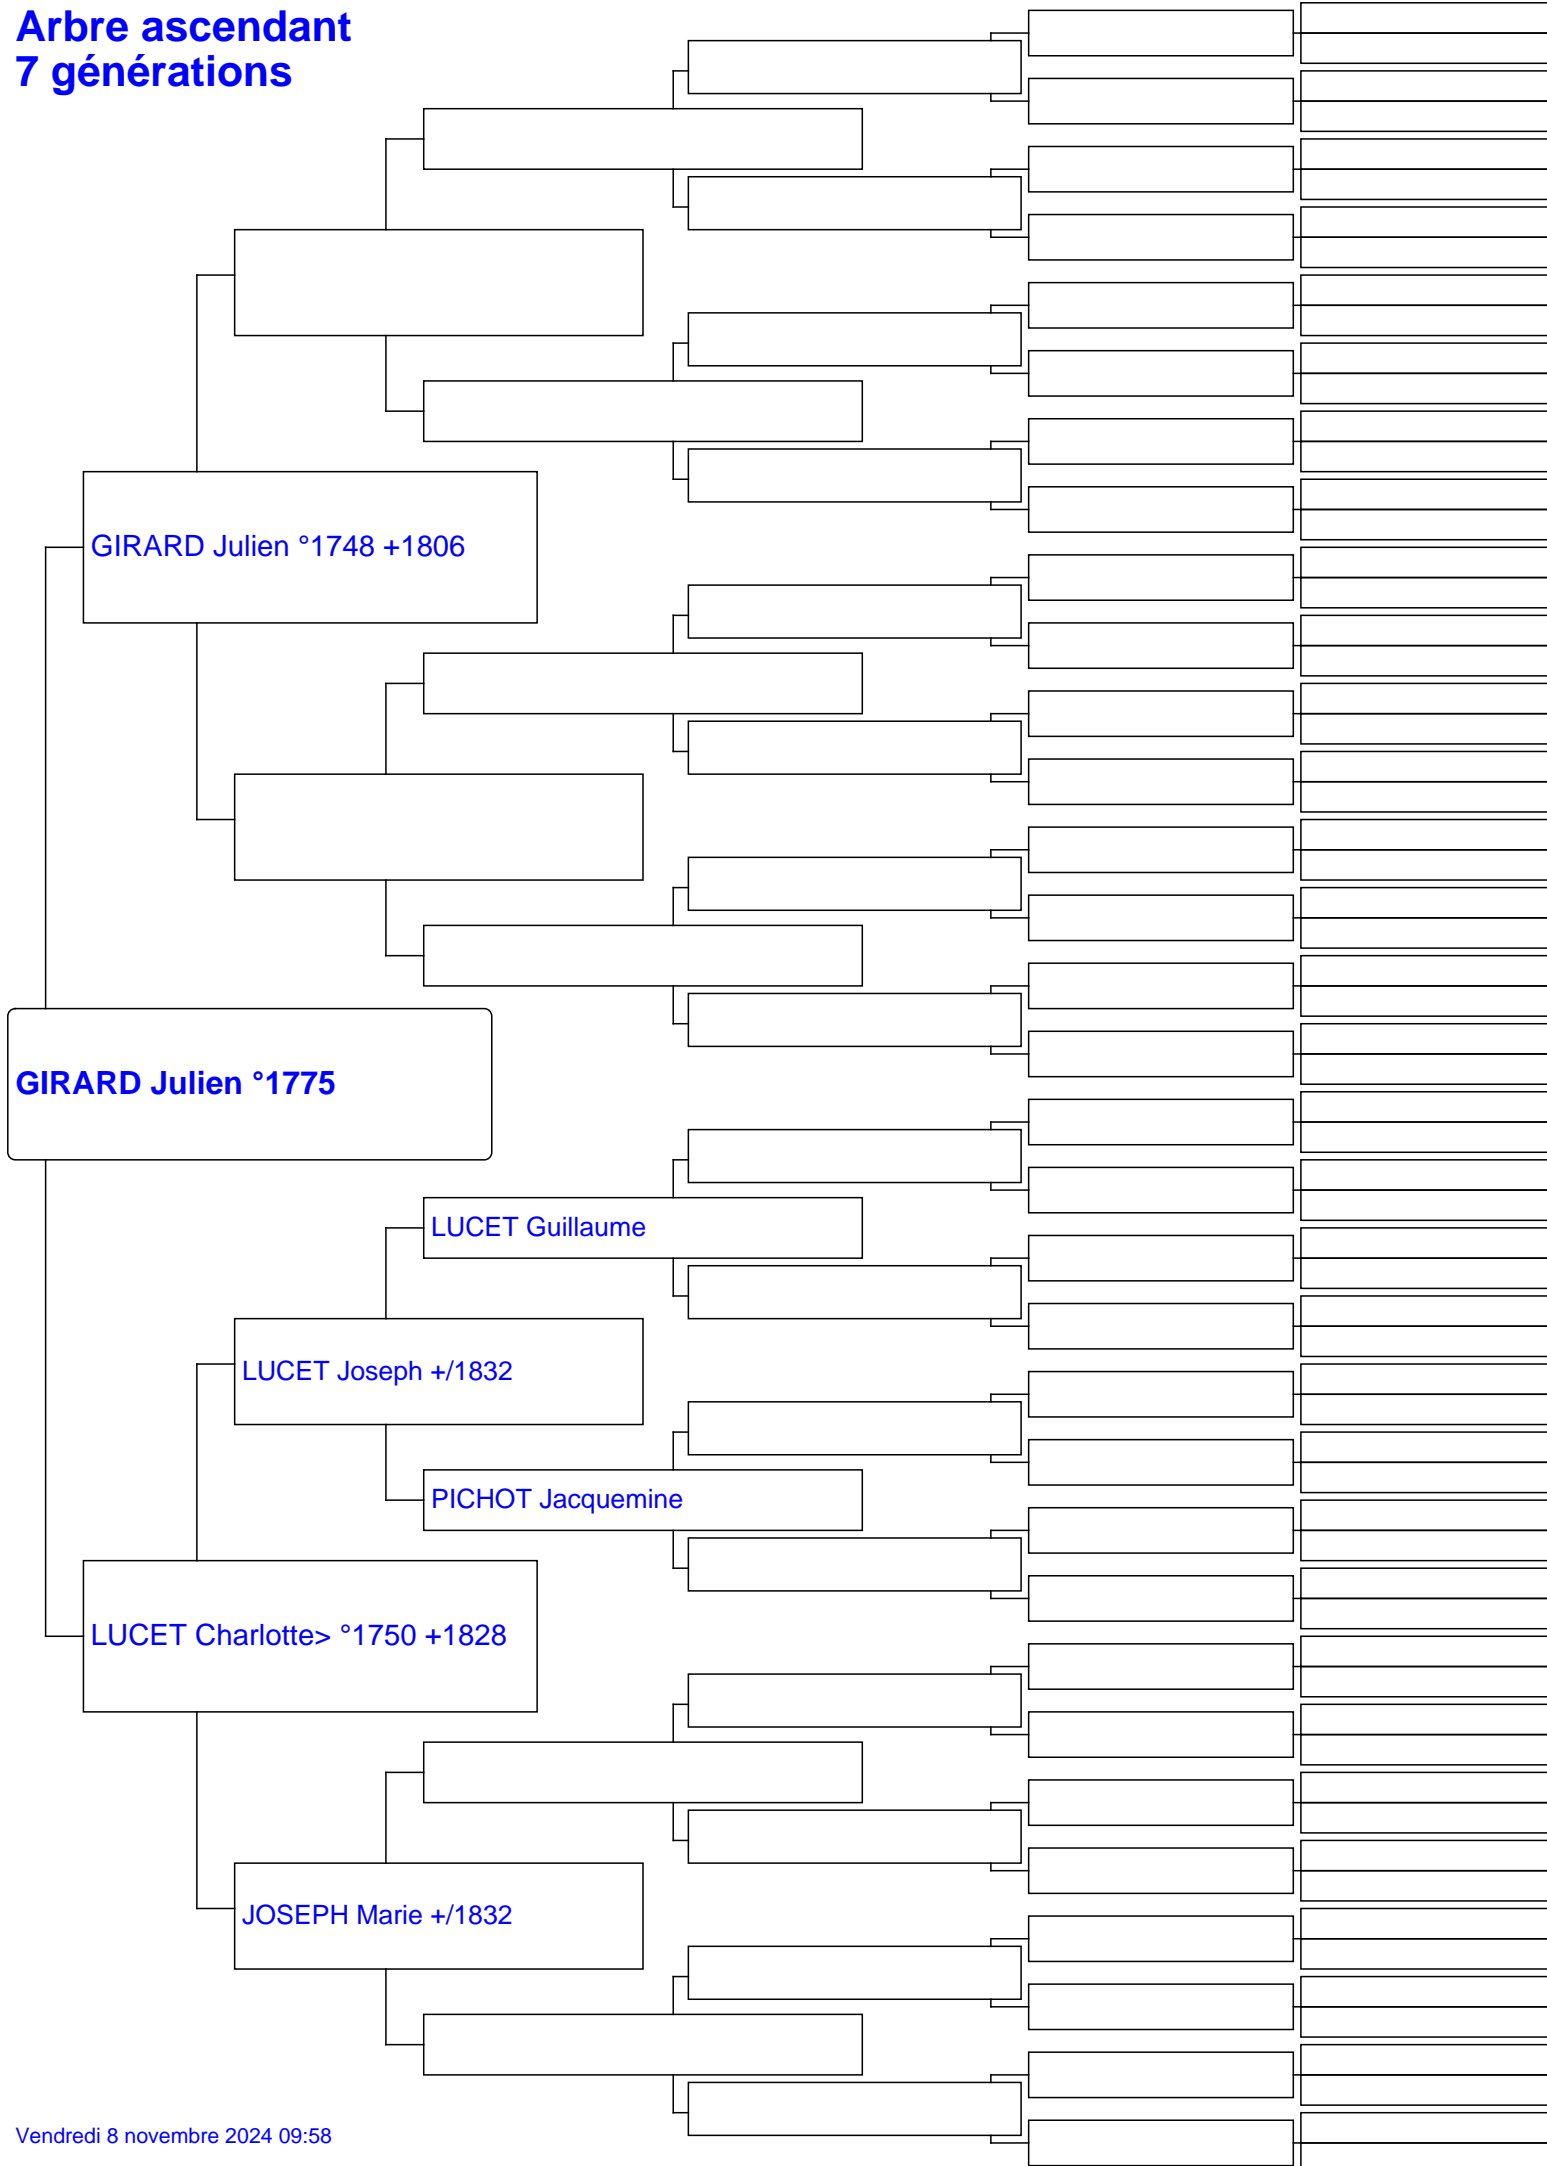 Arbre ascendant
7 générations
GIRARD Julien °1748 +1806
GIRARD Julien °1775
LUCET Guillaume
LUCET Joseph +/1832
PICHOT Jacquemine
LUCET Charlotte> °1750 +1828
JOSEPH Marie +/1832
Vendredi 8 novembre 2024 09:58